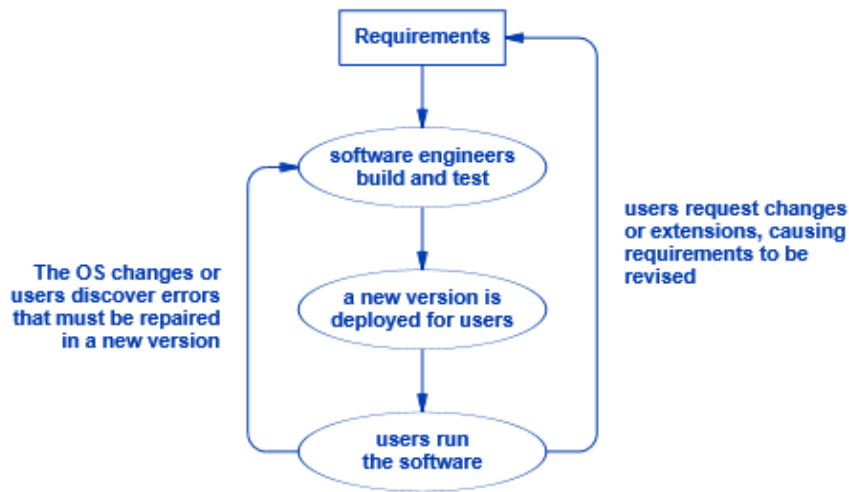 Requirements
software engineers
build and test
users request changes
or extensions, causing
requirements to be
revised
The OS changes or
users discover errors
that must be repaired
in a new version
a new version is
deployed for users
users run
the software